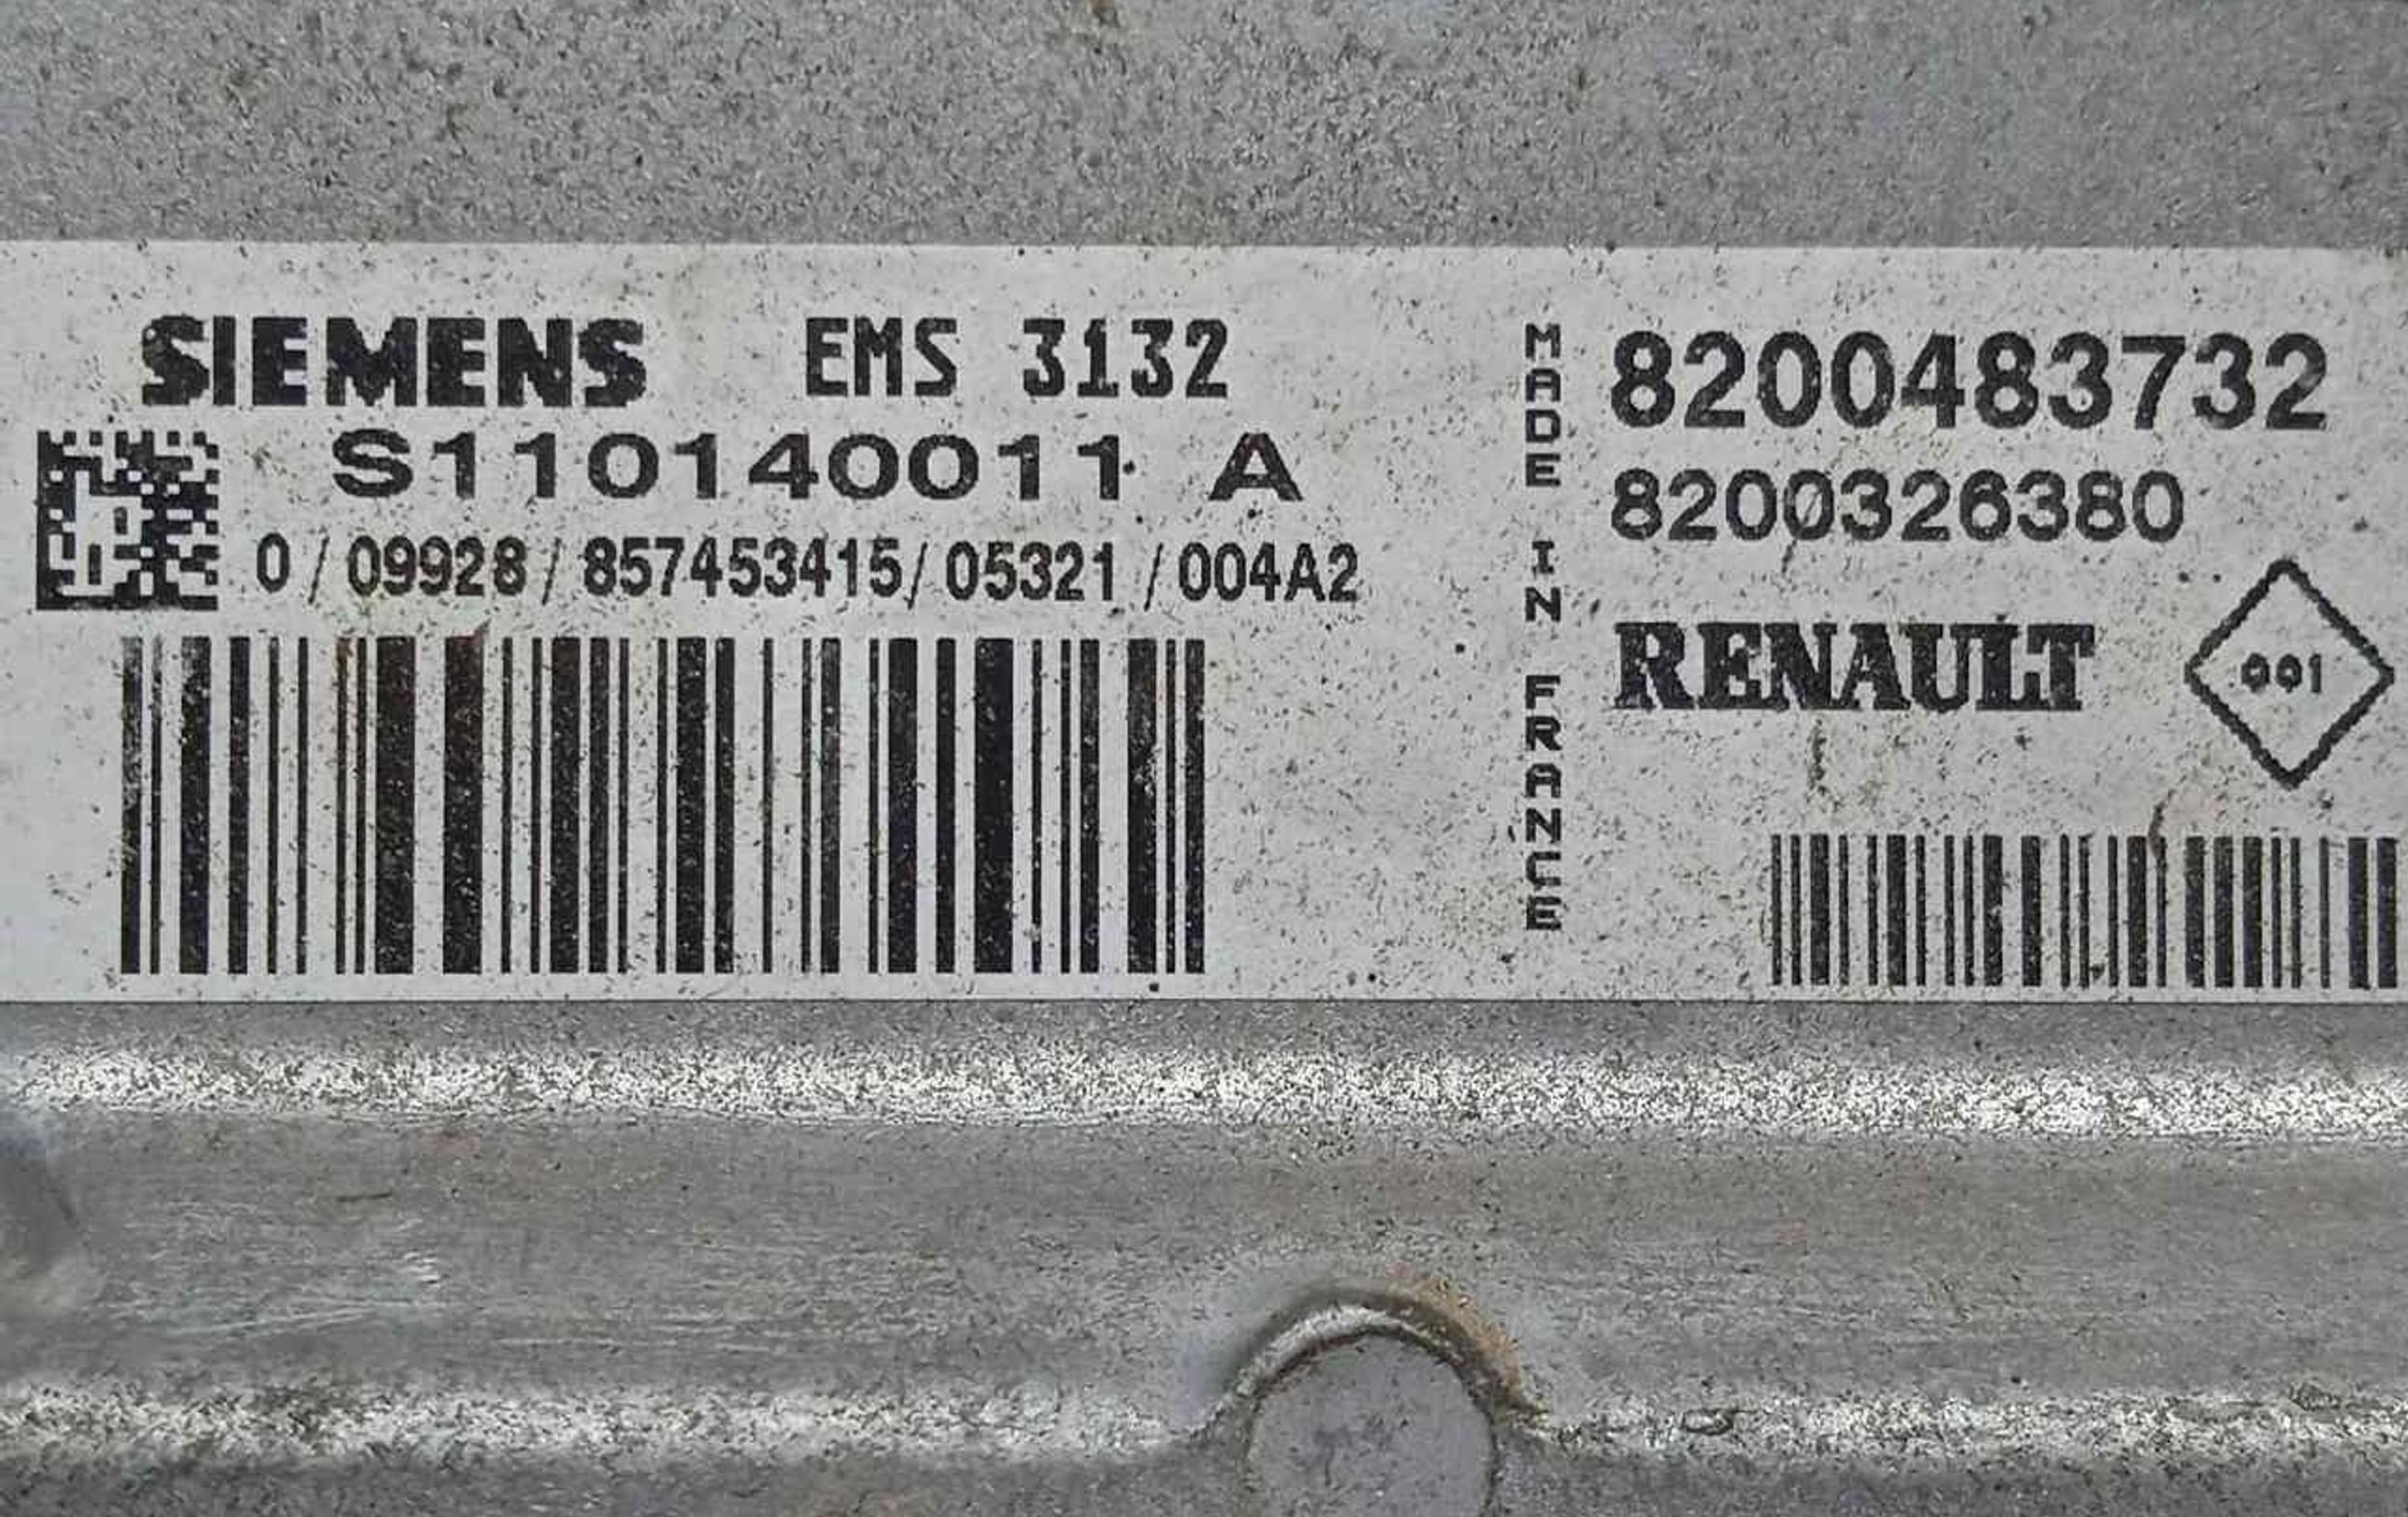 SIEMENS EMS 3132
S110140011 A
0 / 09928 / 857453415 / 05321 / 004A2
MADE IN FRANCE
8200483732
8200326380
RENAULT
001